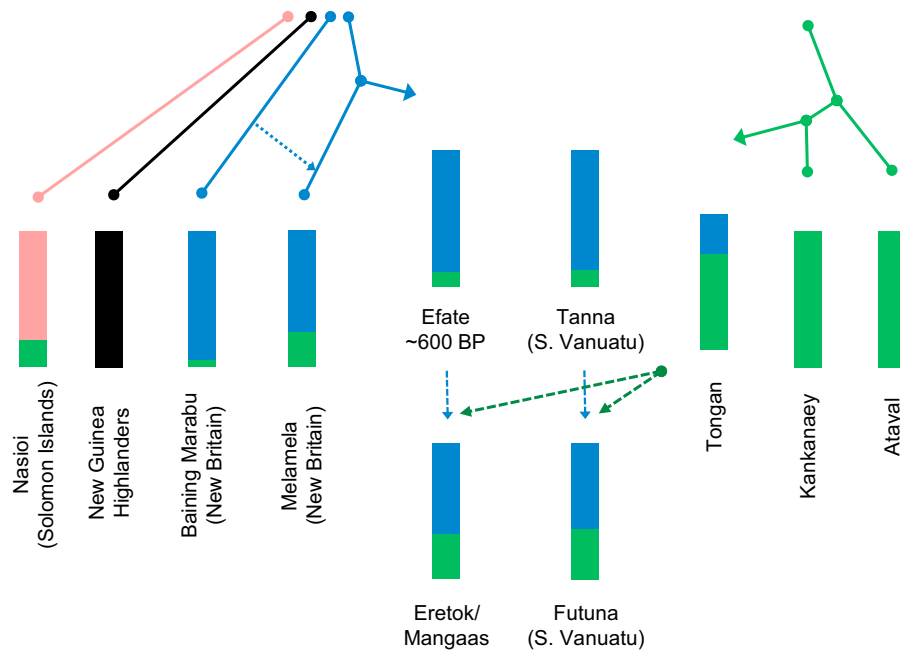 Efate
~600 BP
Tanna
(S. Vanuatu)
Nasioi
(Solomon Islands)
New Guinea
Highlanders
Baining Marabu
(New Britain)
Melamela
(New Britain)
Tongan
Kankanaey
Ataval
Eretok/
Mangaas
Futuna
(S. Vanuatu)